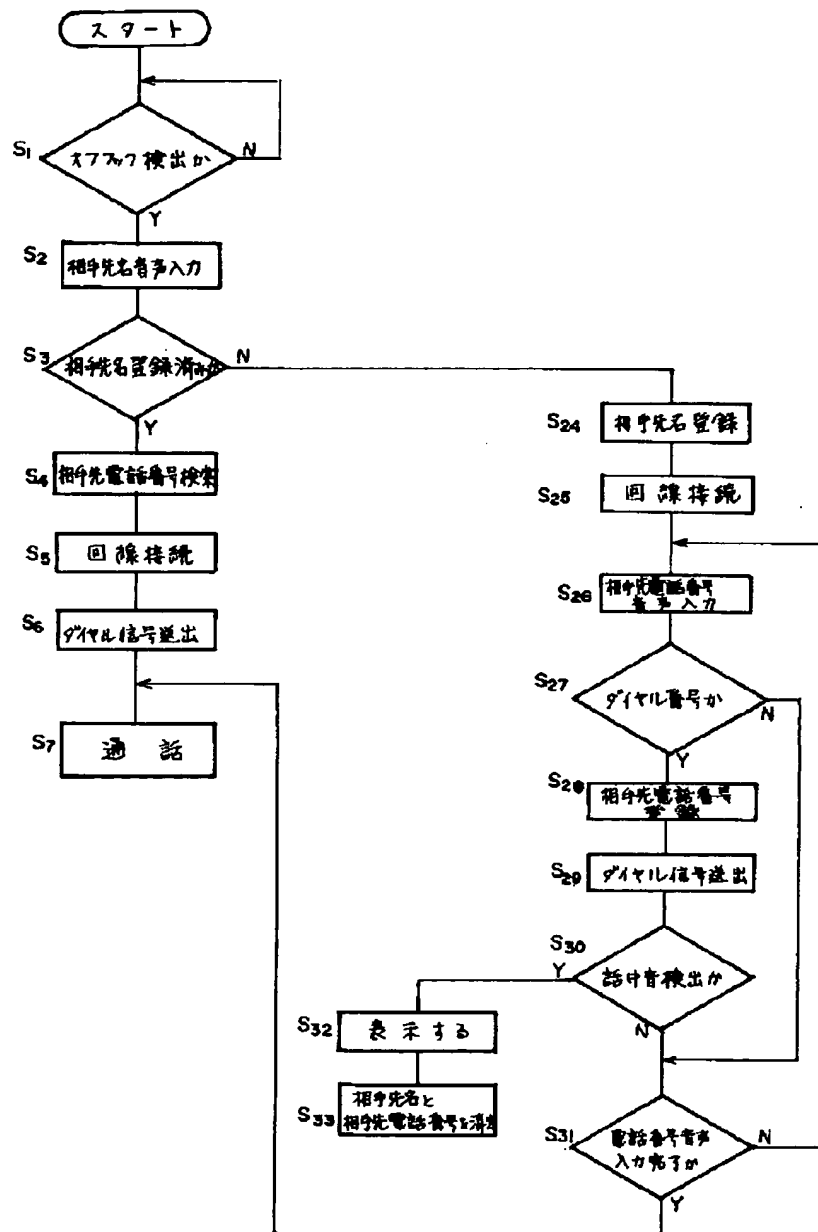 スタート
S1
オフフック検出か
N
Y
S2
相手先名音声入力
S3
相手先名登録済みか
N
Y
S4
相手先電話番号検索
S5
回線接続
S6
ダイヤル信号送出
S7
通話
S24
相手先名登録
S25
回線接続
S26
相手先電話番号
音声入力
S27
ダイヤル番号か
N
Y
S28
相手先電話番号
登録
S29
ダイヤル信号送出
S30
話中音検出か
Y
N
S32
表示する
S33
相手先名と
相手先電話番号を消去
S31
電話番号音声
入力完了か
N
Y